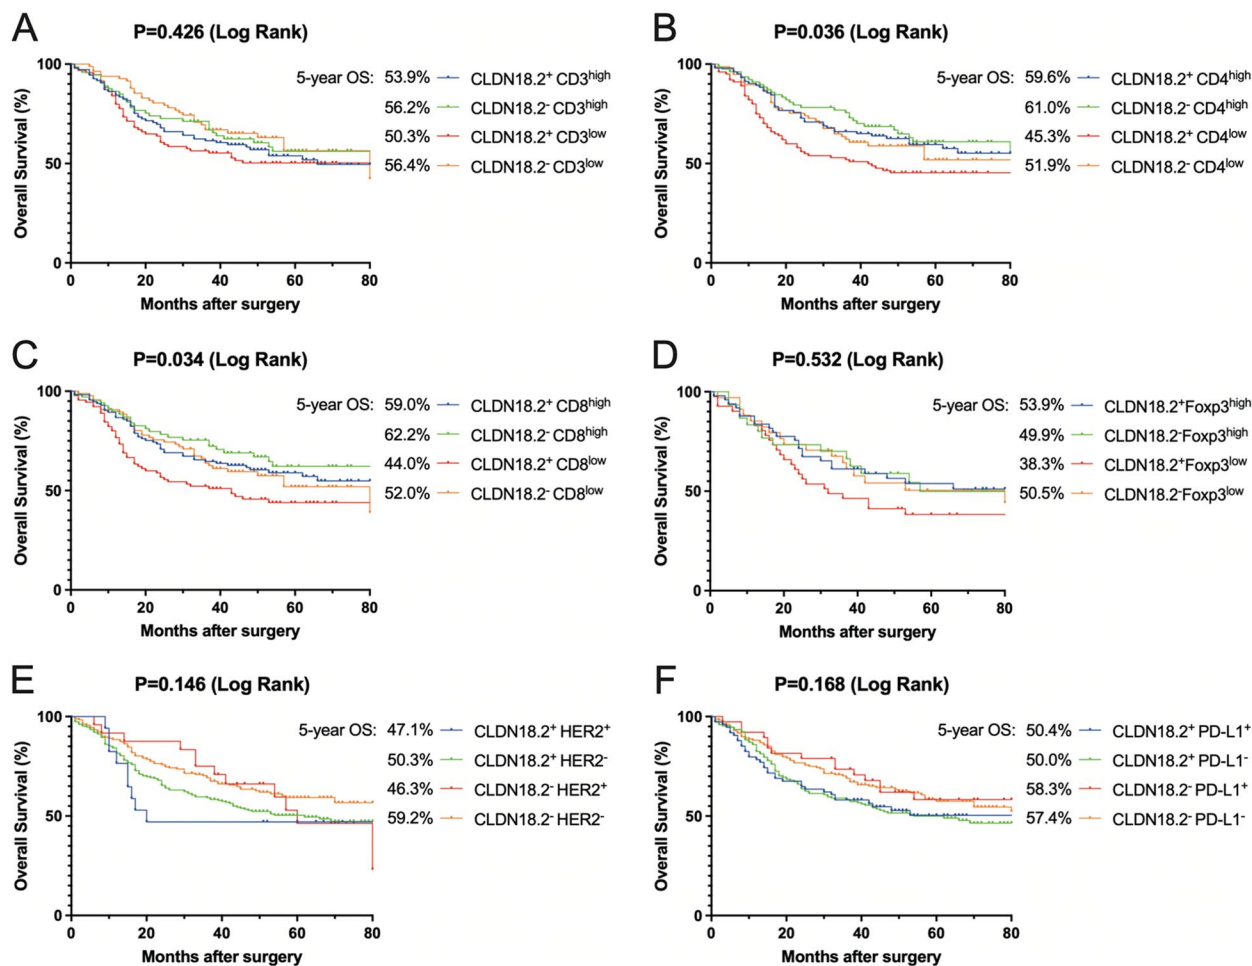 A
P=0.426 (Log Rank)
5-year OS: 53.9% CLDN18.2⁺ CD3ʰⁱᵍʰ
56.2% CLDN18.2⁻ CD3ʰⁱᵍʰ
50.3% CLDN18.2⁺ CD3ˡᵒʷ
56.4% CLDN18.2⁻ CD3ˡᵒʷ
Overall Survival (%)
100
50
0
0 20 40 60 80
Months after surgery
B
P=0.036 (Log Rank)
5-year OS: 59.6% CLDN18.2⁺ CD4ʰⁱᵍʰ
61.0% CLDN18.2⁻ CD4ʰⁱᵍʰ
45.3% CLDN18.2⁺ CD4ˡᵒʷ
51.9% CLDN18.2⁻ CD4ˡᵒʷ
Overall Survival (%)
100
50
0
0 20 40 60 80
Months after surgery
C
P=0.034 (Log Rank)
5-year OS: 59.0% CLDN18.2⁺ CD8ʰⁱᵍʰ
62.2% CLDN18.2⁻ CD8ʰⁱᵍʰ
44.0% CLDN18.2⁺ CD8ˡᵒʷ
52.0% CLDN18.2⁻ CD8ˡᵒʷ
Overall Survival (%)
100
50
0
0 20 40 60 80
Months after surgery
D
P=0.532 (Log Rank)
5-year OS: 53.9% CLDN18.2⁺Foxp3ʰⁱᵍʰ
49.9% CLDN18.2⁻Foxp3ʰⁱᵍʰ
38.3% CLDN18.2⁺Foxp3ˡᵒʷ
50.5% CLDN18.2⁻Foxp3ˡᵒʷ
Overall Survival (%)
100
50
0
0 20 40 60 80
Months after surgery
E
P=0.146 (Log Rank)
5-year OS: 47.1% CLDN18.2⁺ HER2⁺
50.3% CLDN18.2⁺ HER2⁻
46.3% CLDN18.2⁻ HER2⁺
59.2% CLDN18.2⁻ HER2⁻
Overall Survival (%)
100
50
0
0 20 40 60 80
Months after surgery
F
P=0.168 (Log Rank)
5-year OS: 50.4% CLDN18.2⁺ PD-L1⁺
50.0% CLDN18.2⁺ PD-L1⁻
58.3% CLDN18.2⁻ PD-L1⁺
57.4% CLDN18.2⁻ PD-L1⁻
Overall Survival (%)
100
50
0
0 20 40 60 80
Months after surgery